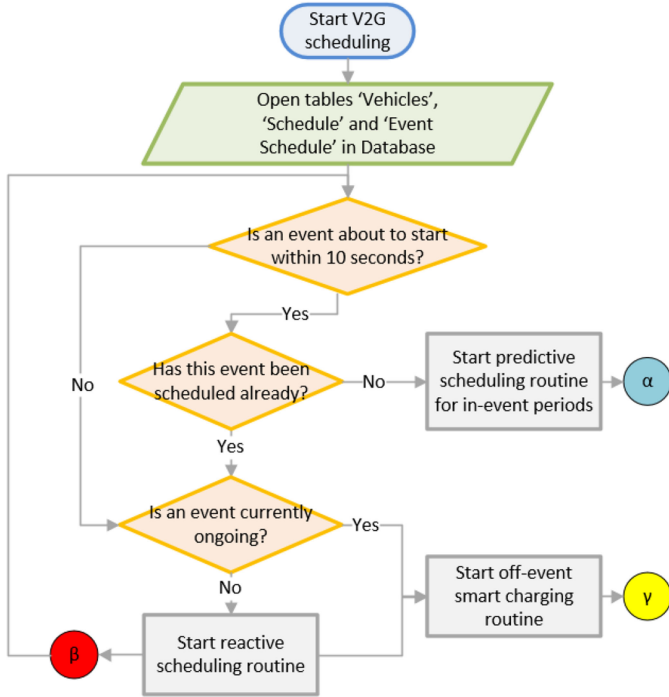 Start V2G
scheduling
Open tables ‘Vehicles’,
‘Schedule’ and ‘Event
Schedule’ in Database
Is an event about to start
within 10 seconds?
Yes
Has this event been
scheduled already?
No
Start predictive
scheduling routine
for in-event periods
α
No
Yes
Is an event currently
ongoing?
Yes
No
Start off-event
smart charging
routine
γ
Start reactive
scheduling routine
β